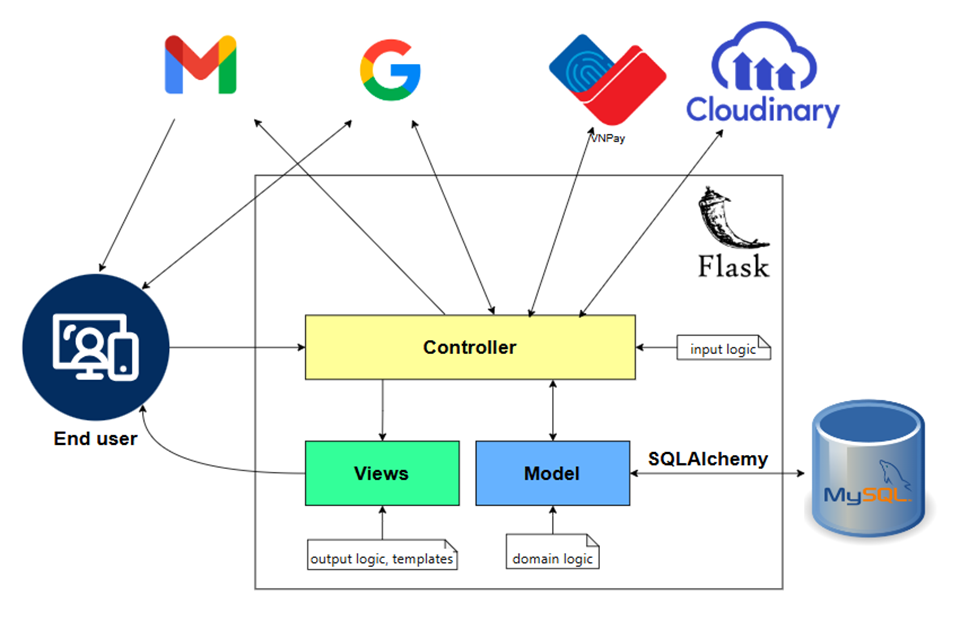 VNPay
Cloudinary
Flask
Controller
input logic
End user
Views
Model
SQLAlchemy
MySQL
output logic, templates
domain logic